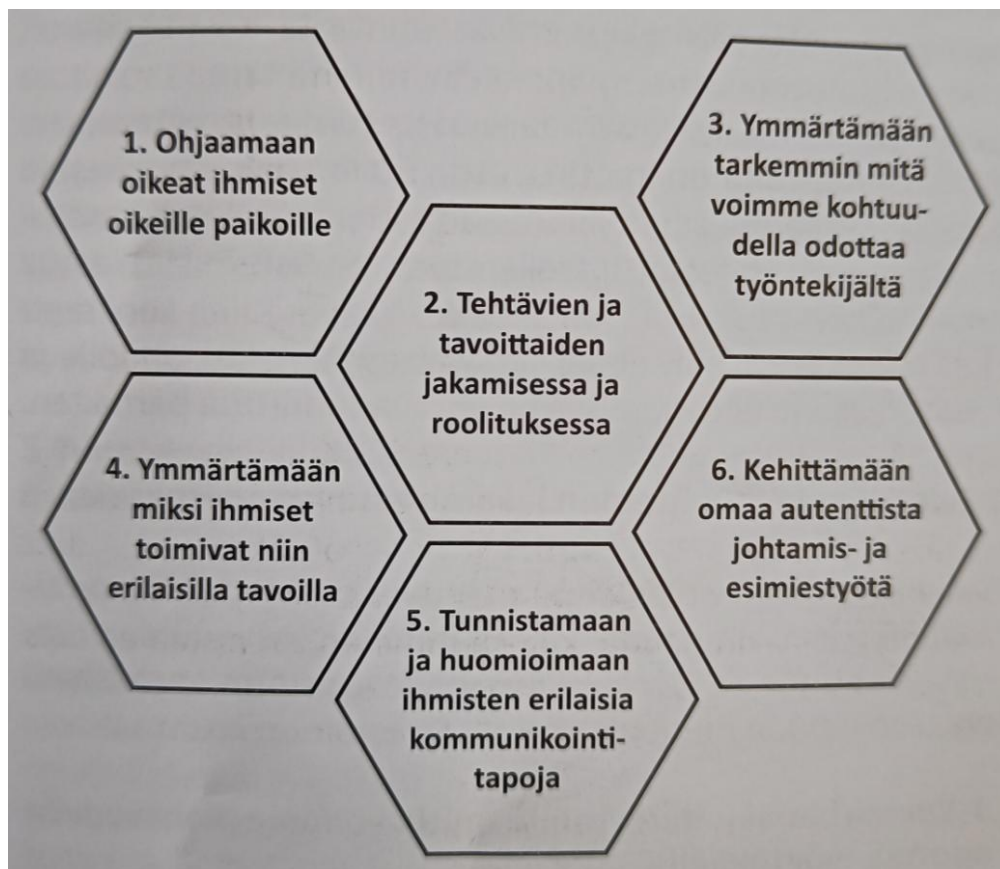 1. Ohjaamaan
oikeat ihmiset
oikeille paikoille
2. Tehtävien ja
tavoittaiden
jakamisessa ja
roolituksessa
3. Ymmärtämään
tarkemmin mitä
voimme kohtuu-
della odottaa
työntekijältä
4. Ymmärtämään
miksi ihmiset
toimivat niin
erilaisilla tavoilla
5. Tunnistamaan
ja huomioimaan
ihmisten erilaisia
kommunikointi-
tapoja
6. Kehittämään
omaa autenttista
johtamis- ja
esimiestyötä